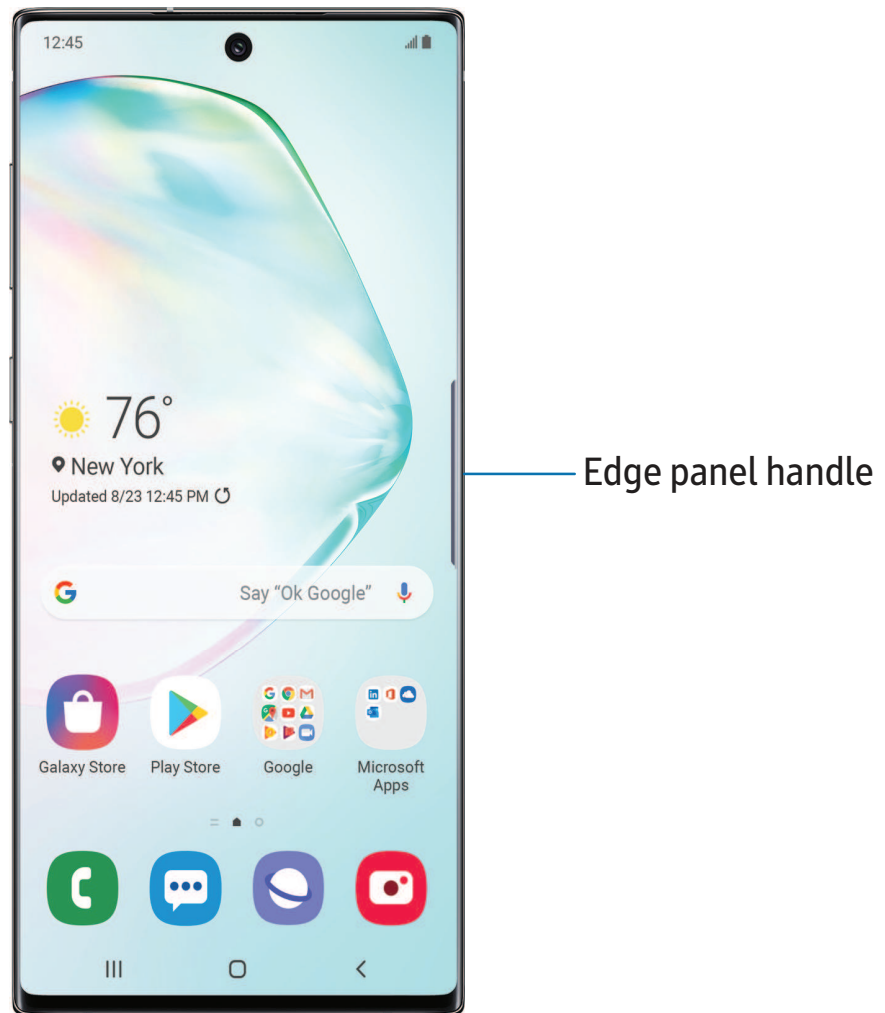 12:45
76°
New York
Updated 8/23 12:45 PM
Edge panel handle
Say “Ok Google”
Galaxy Store
Play Store
Google
Microsoft
Apps